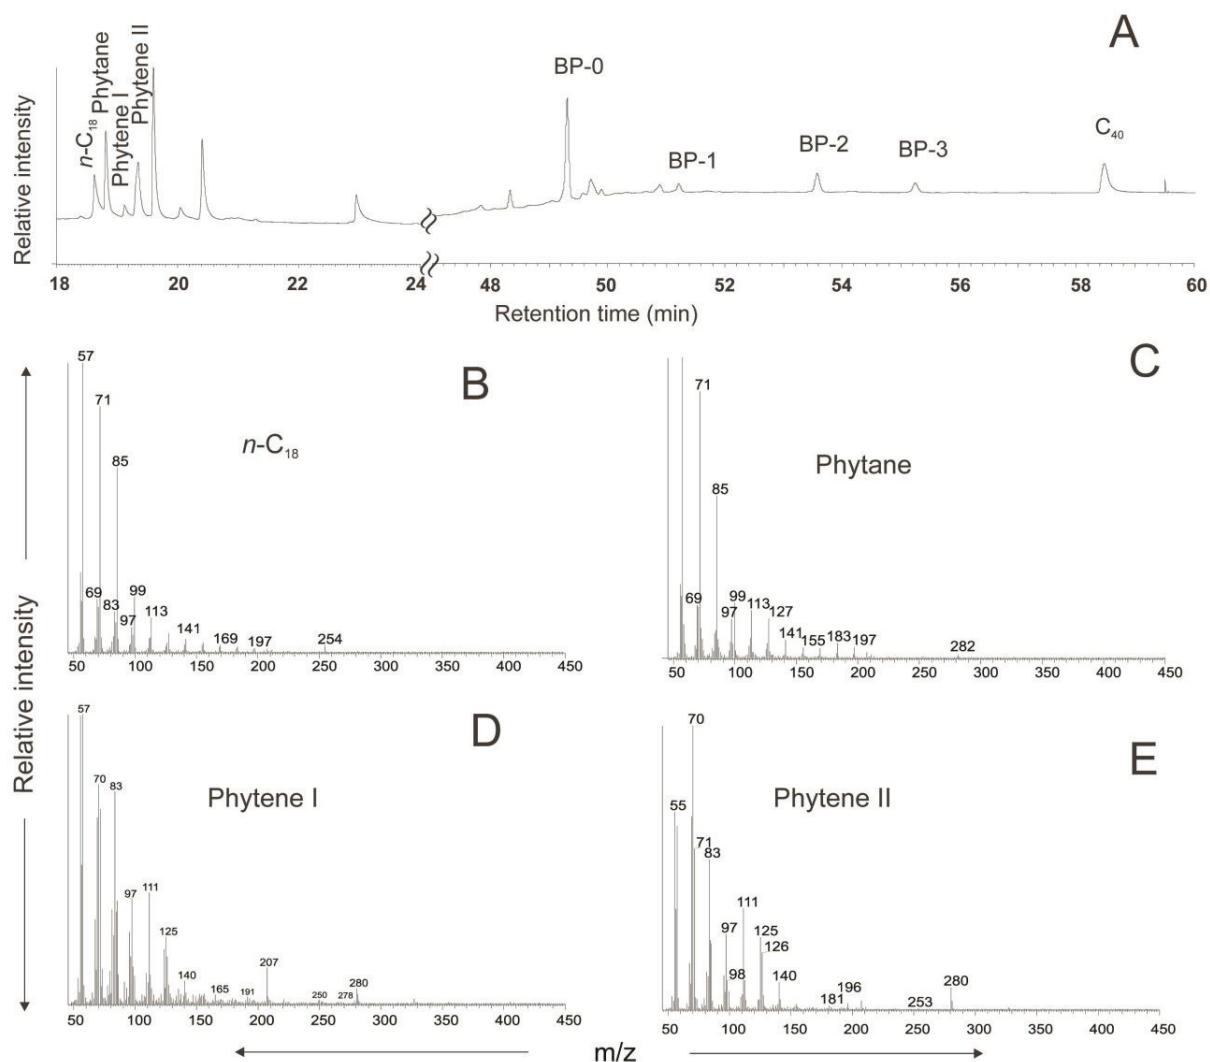 A
Relative intensity
n-C18
Phytane
Phytene I
Phytene II
BP-0
BP-1
BP-2
BP-3
C40
18 20 22 24 48 50 52 54 56 58 60
Retention time (min)
Relative intensity
B
n-C18
57
71
85
69
83
97
99
113
141
169
197
254
50 100 150 200 250 300 350 400 450
C
Phytane
71
85
69
97
99
113
127
141
155
183
197
282
50 100 150 200 250 300 350 400 450
D
Phytene I
57
70
83
97
111
125
140
165
191
207
250
278
280
50 100 150 200 250 300 350 400 450
E
Phytene II
70
55
71
83
97
98
111
125
126
140
181
196
253
280
50 100 150 200 250 300 350 400 450
m/z